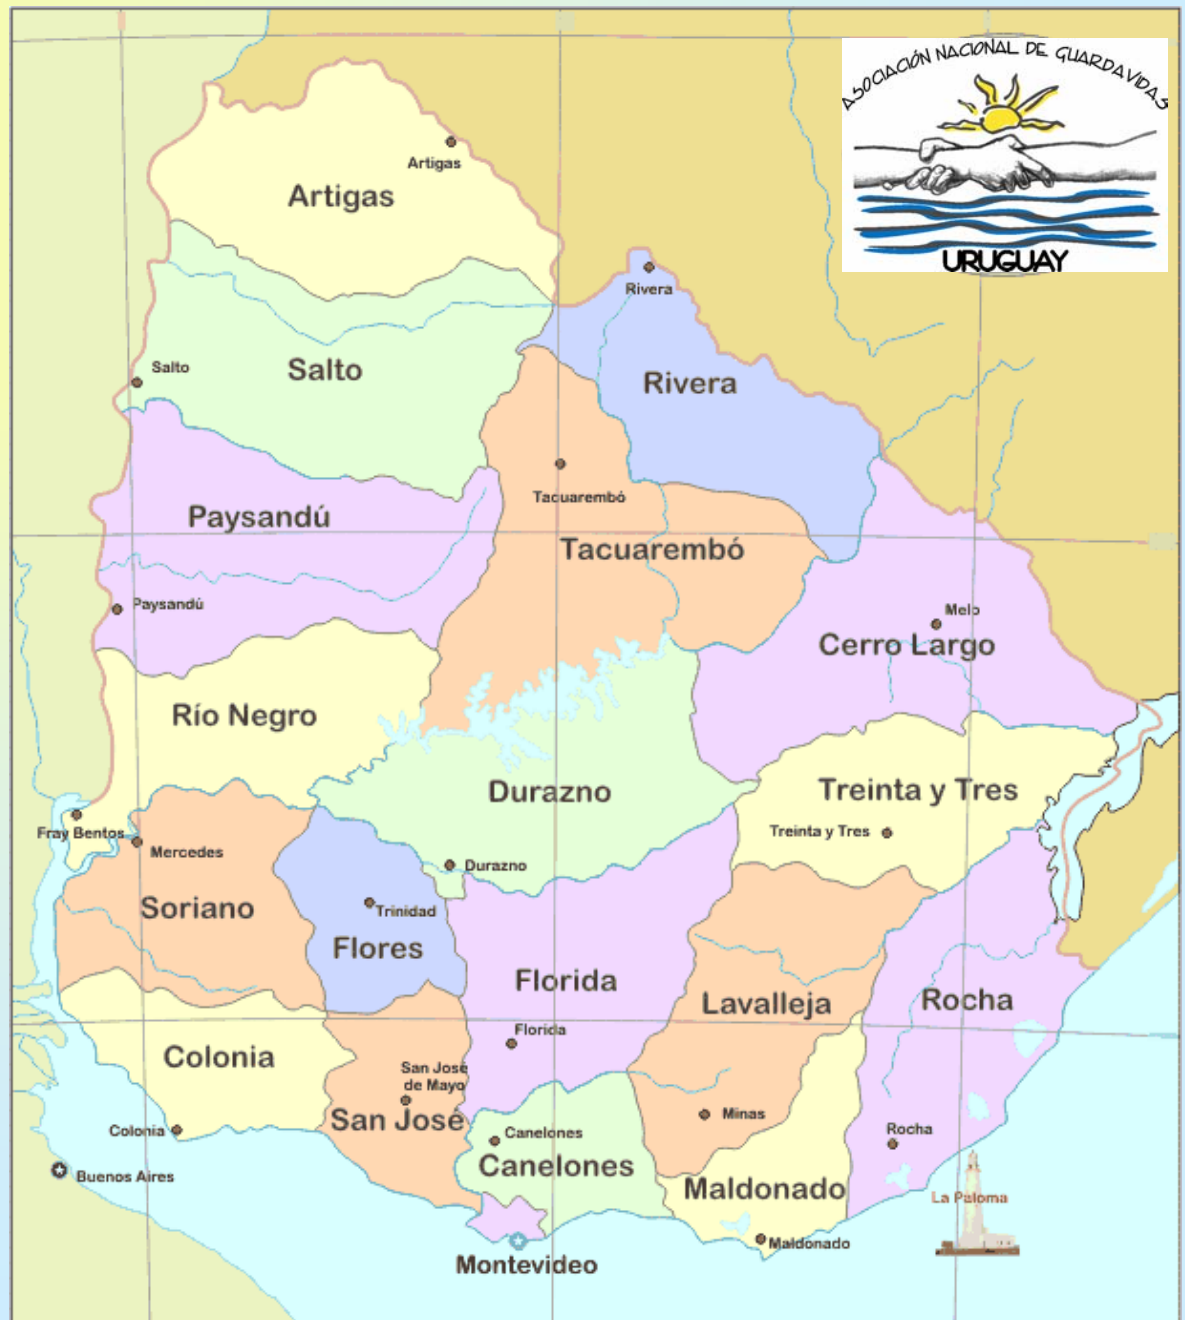 ASOCIACIÓN NACIONAL DE GUARDAVIDAS
URUGUAY
Artigas
Artigas
Rivera
Salto
Salto
Rivera
Tacuarembó
Paysandú
Tacuarembó
Paysandú
Melo
Cerro Largo
Río Negro
Durazno
Treinta y Tres
Fray Bentos
Treinta y Tres
Mercedes
Durazno
Soriano
Trinidad
Flores
Florida
Lavalleja
Rocha
Florida
Colonia
San José
de Mayo
San José
Minas
Colonia
Canelones
Rocha
Canelones
Buenos Aires
Maldonado
La Paloma
Maldonado
Montevideo